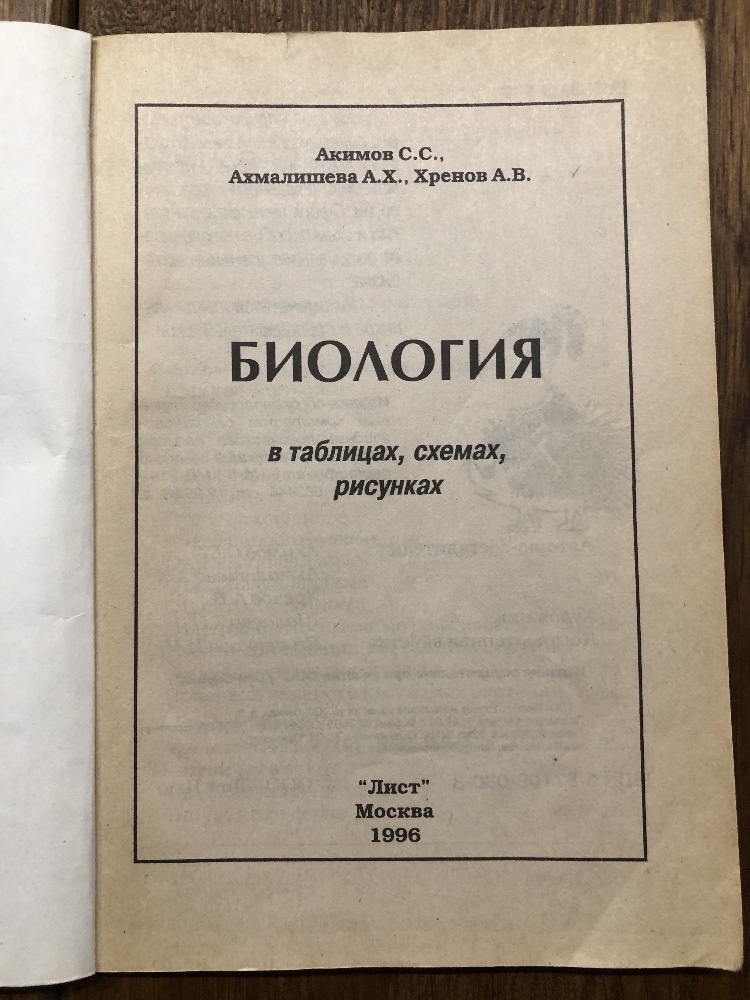 Акимов С.С.,
Ахмалишева А.Х., Хренов А.В.
БИОЛОГИЯ
в таблицах, схемах,
рисунках
"Лист"
Москва
1996